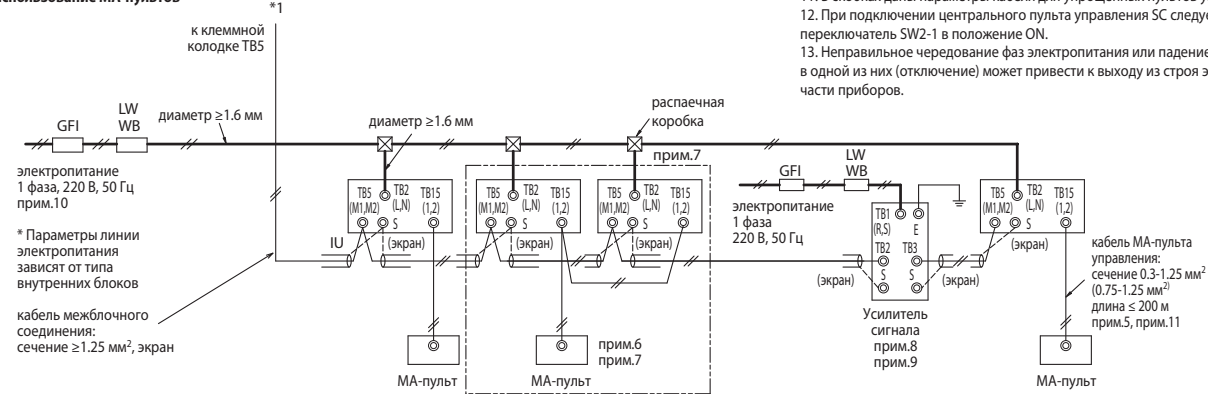 использование МА-пультов
*1
к клеммной
колодке TB5
12. При подключении центрального пульта управления SC следуе
переключатель SW2-1 в положение ON.
13. Неправильное чередование фаз электропитания или падение
в одной из них (отключение) может привести к выходу из строя э
части приборов.
GFI
LW
WB
диаметр ≥1.6 мм
диаметр ≥1.6 мм
распаечная
коробка
прим.7
электропитание
1 фаза, 220 В, 50 Гц
прим.10
* Параметры линии
электропитания
зависят от типа
внутренних блоков
кабель межблочного
соединения:
сечение ≥1.25 мм², экран
IU
TB5
(M1,M2)
TB2
(L,N)
TB15
(1,2)
S
(экран)
МА-пульт
TB5
(M1,M2)
TB2
(L,N)
TB15
(1,2)
S
(экран)
МА-пульт
прим.6
прим.7
TB5
(M1,M2)
TB2
(L,N)
TB15
(1,2)
S
(экран)
GFI
LW
WB
электропитание
1 фаза
220 В, 50 Гц
TB1
(R,S)
E
TB2
TB3
S
S
(экран)
(экран)
Усилитель
сигнала
прим.8
прим.9
TB5
(M1,M2)
TB2
(L,N)
TB15
(1,2)
S
(экран)
кабель МА-пульта
управления:
сечение 0.3-1.25 мм²
(0.75-1.25 мм²)
длина ≤ 200 м
прим.5, прим.11
МА-пульт